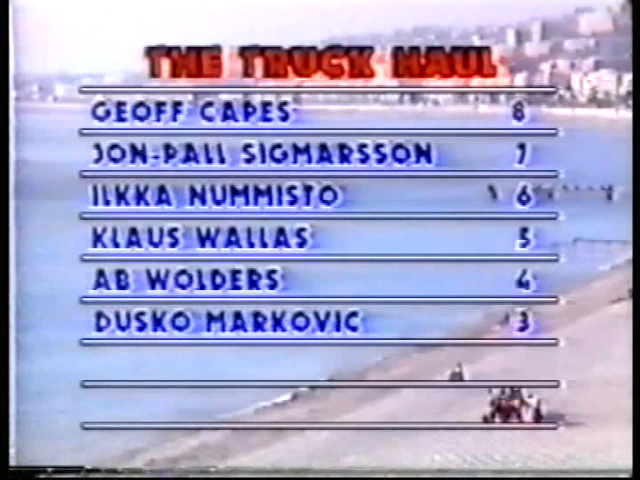 THE TRUCK HAUL
GEOFF CAPES 8
JON-PALL SIGMARSSON 7
ILKKA NUMMISTO 6
KLAUS WALLAS 5
AB WOLDERS 4
DUSKO MARKOVIC 3